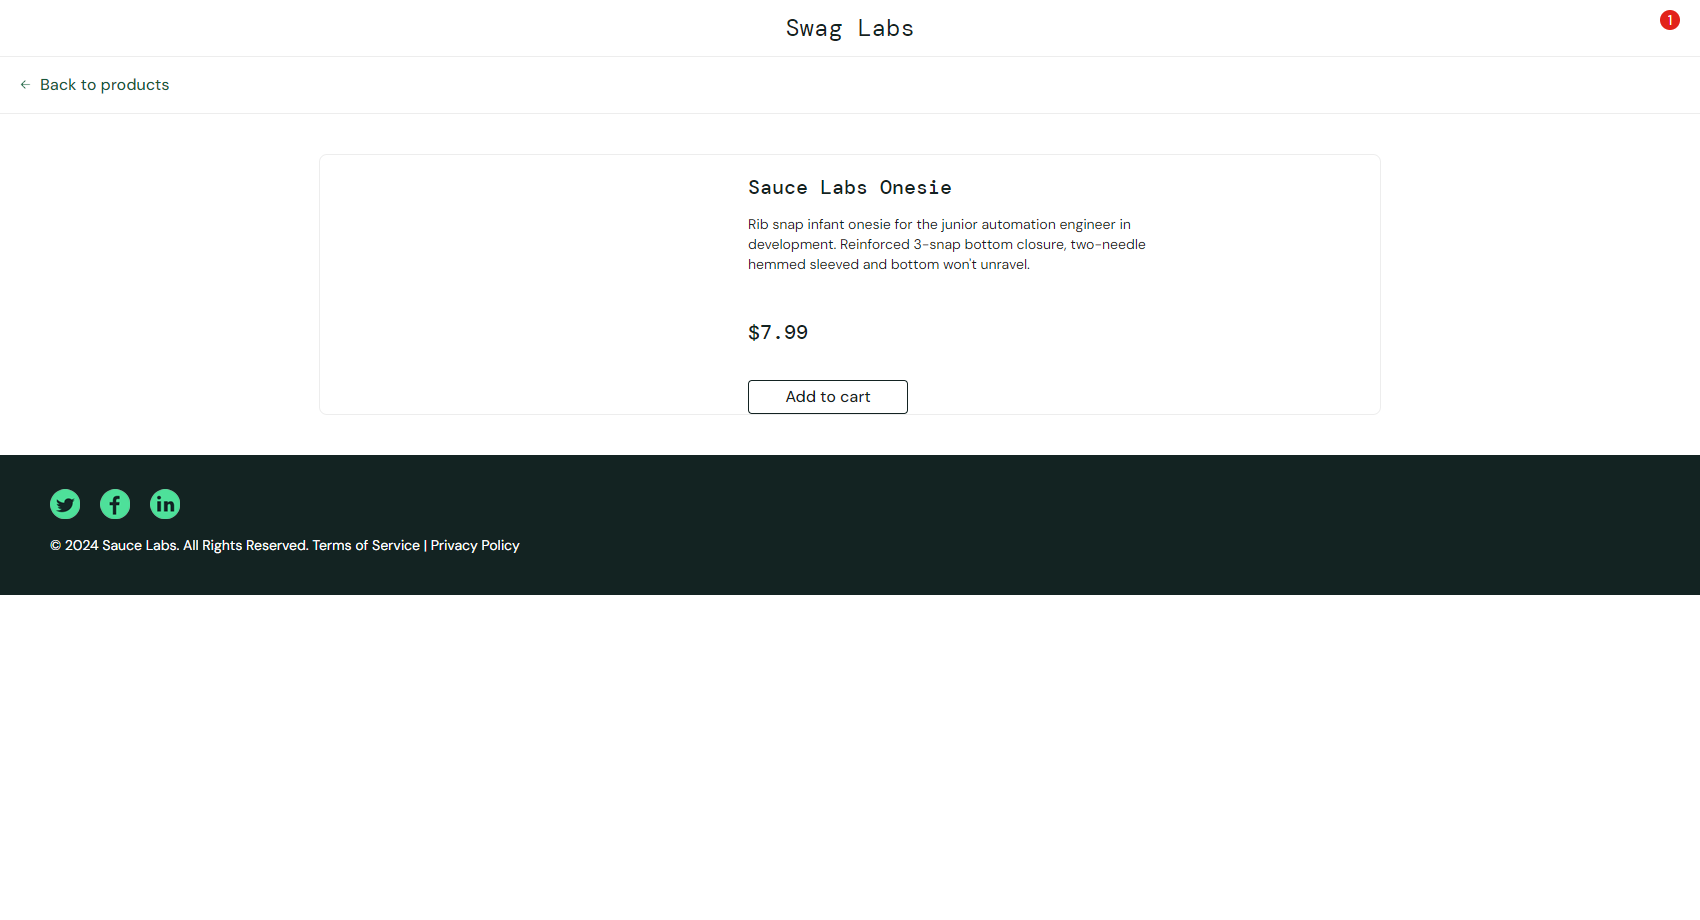 Swag Labs
1
Back to products
Sauce Labs Onesie
Rib snap infant onesie for the junior automation engineer in
development. Reinforced 3-snap bottom closure, two-needle
hemmed sleeved and bottom won't unravel.
$7.99
Add to cart
© 2024 Sauce Labs. All Rights Reserved. Terms of Service | Privacy Policy